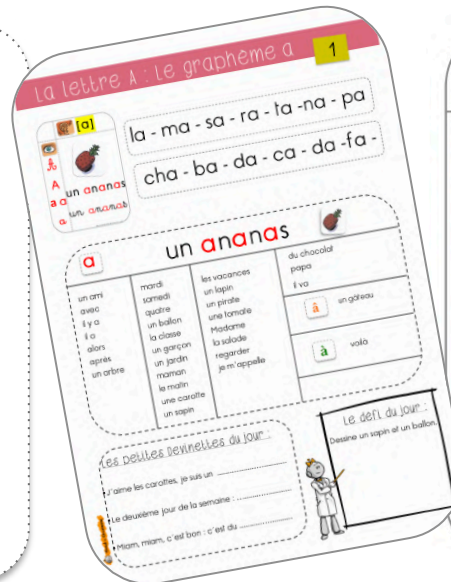 La lettre A : Le graphème a
1
[a]
A
A
a a
a
un ananas
un ananas
la - ma - sa - ra - ta -na - pa
cha - ba - da - ca - da -fa -
a
un ananas
un ami
avec
il y a
il a
alors
après
un arbre
mardi
samedi
quatre
un ballon
la classe
un garçon
un jardin
maman
le matin
une carotte
un sapin
les vacances
un lapin
un pirate
une tomate
Madame
la salade
regarder
je m'appelle
du chocolat
papa
il va
â
un gâteau
à
voilà
Les petites Devinettes du jour :
J'aime les carottes, je suis un ....................
Le deuxième jour de la semaine : ....................
Miam, miam, c'est bon : c'est du ....................
Le défi du jour :
Dessine un sapin et un ballon.